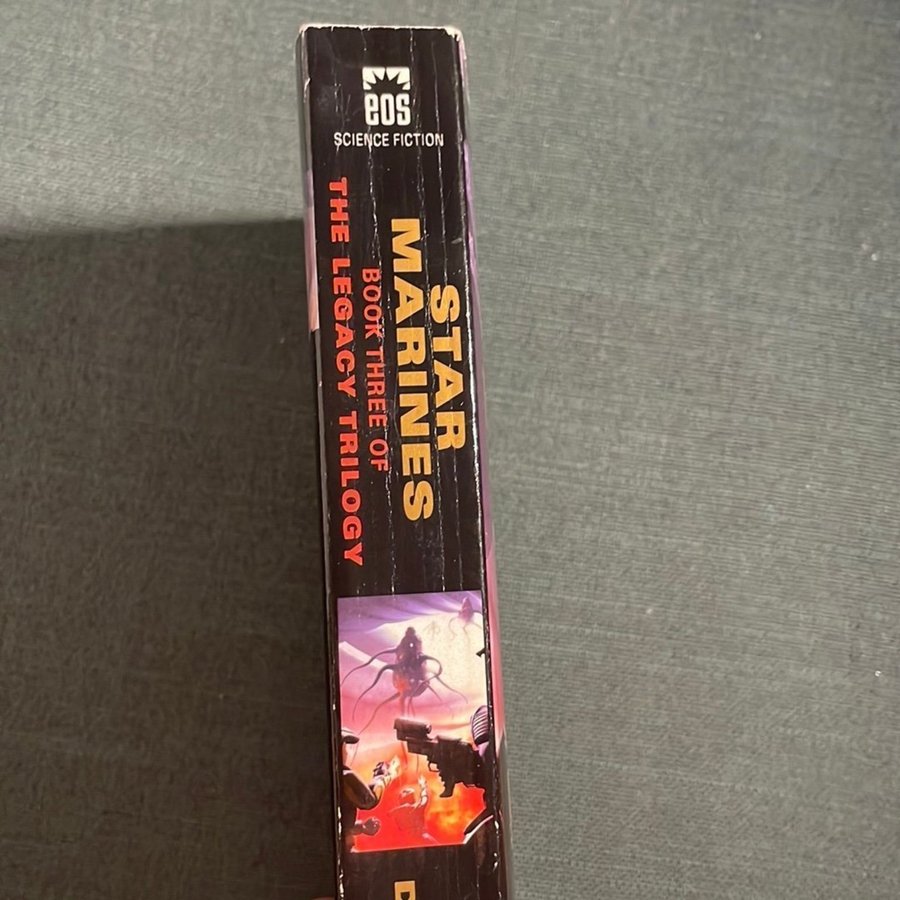 eos
SCIENCE FICTION
STAR
MARINES
BOOK THREE OF
THE LEGACY TRILOGY
D